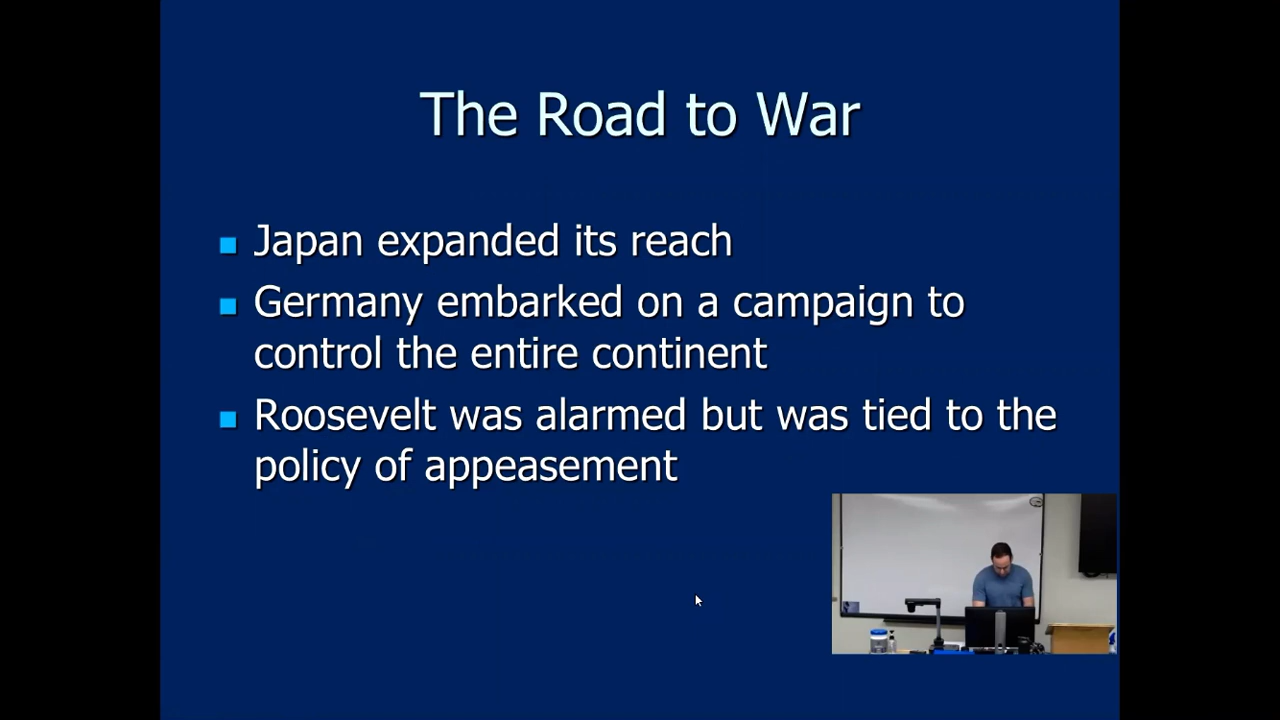 The Road to War
Japan expanded its reach
Germany embarked on a campaign to
control the entire continent
Roosevelt was alarmed but was tied to the
policy of appeasement